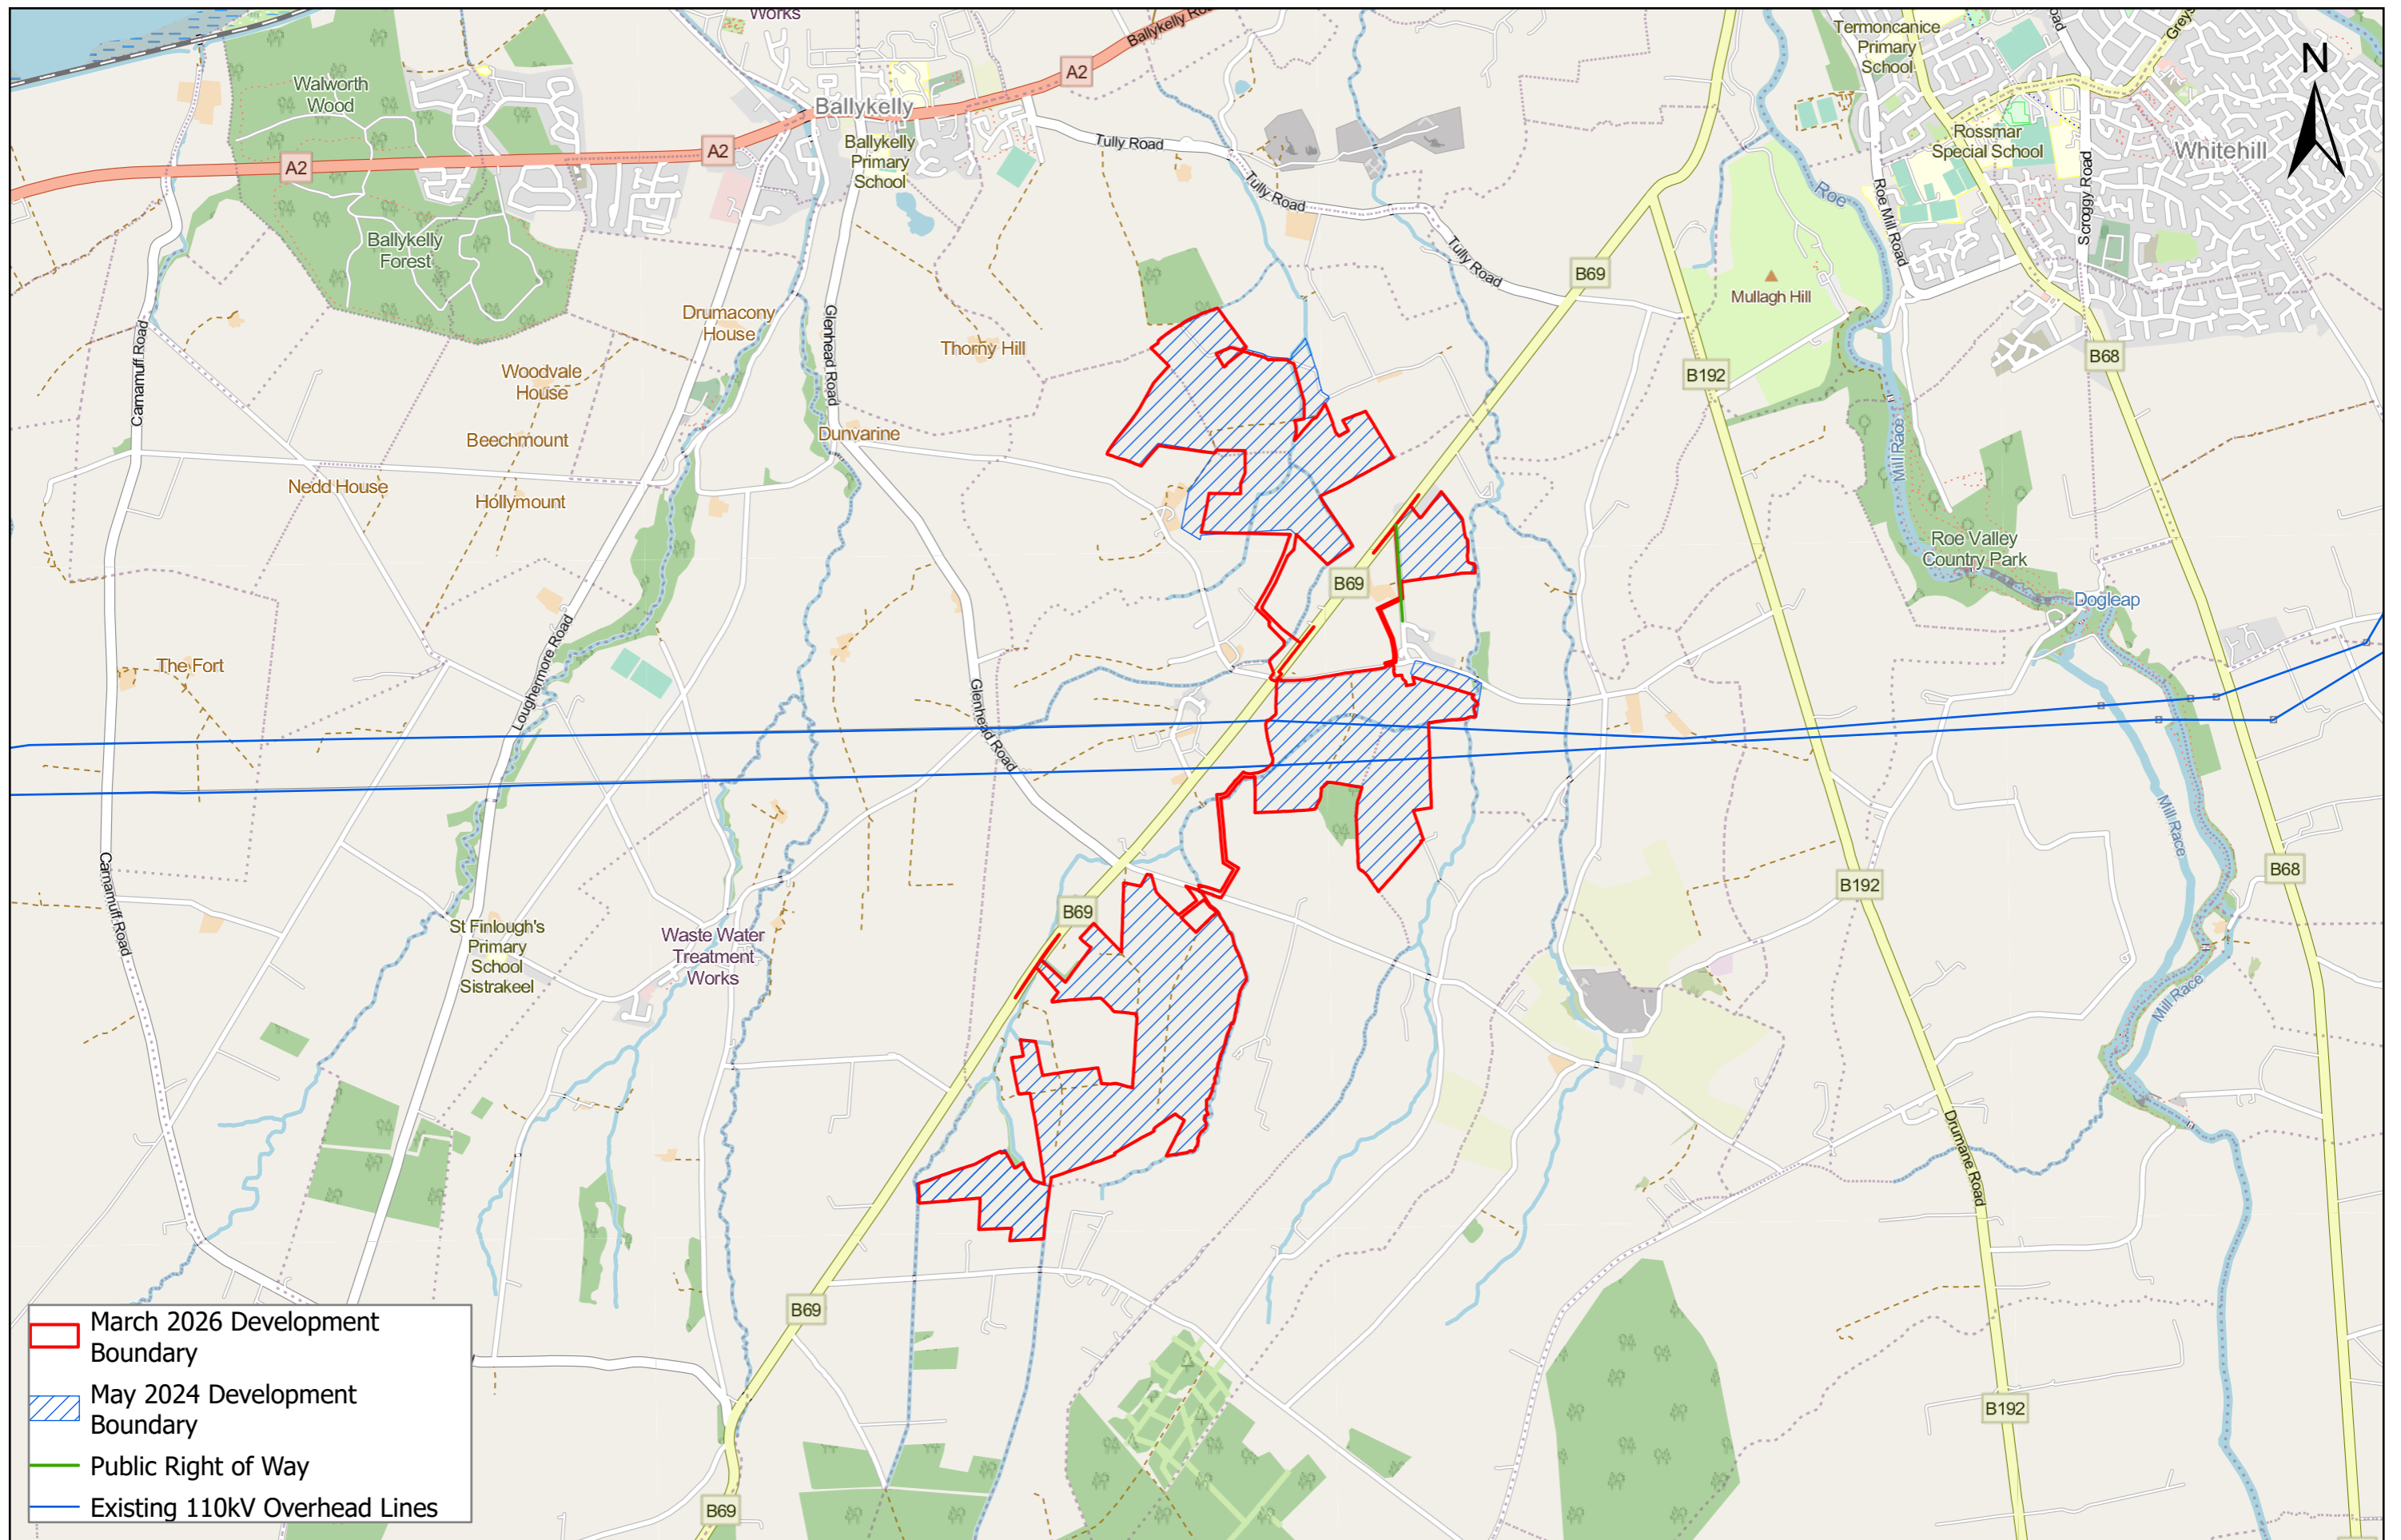 Works
Ballykelly
A2
Termoncanice
Primary
School
Greys
N
Walworth
Wood
Ballykelly
A2
A2
Ballykelly
Primary
School
Tully Road
Rossmar
Special School
Whitehill
Tully Road
Roe
Roe Mill Road
Scroggy Road
Ballykelly
Forest
Tully Road
B69
Mullagh Hill
Drumacony
House
Glenhead Road
Thorny Hill
Carnamuff Road
Woodvale
House
B192
B68
Beechmount
Dunvarine
Mill Race
Nedd House
Hollymount
Roe Valley
Country Park
B69
Dogleap
The Fort
Loughermore Road
Glenhead Road
Mill Race
Carnamuff Road
B192
B68
B69
St Finlough's
Primary
School
Sistrakeel
Waste Water
Treatment
Works
Mill Race
Drumane Road
B69
B192
B69
March 2026 Development
Boundary
May 2024 Development
Boundary
Public Right of Way
Existing 110kV Overhead Lines